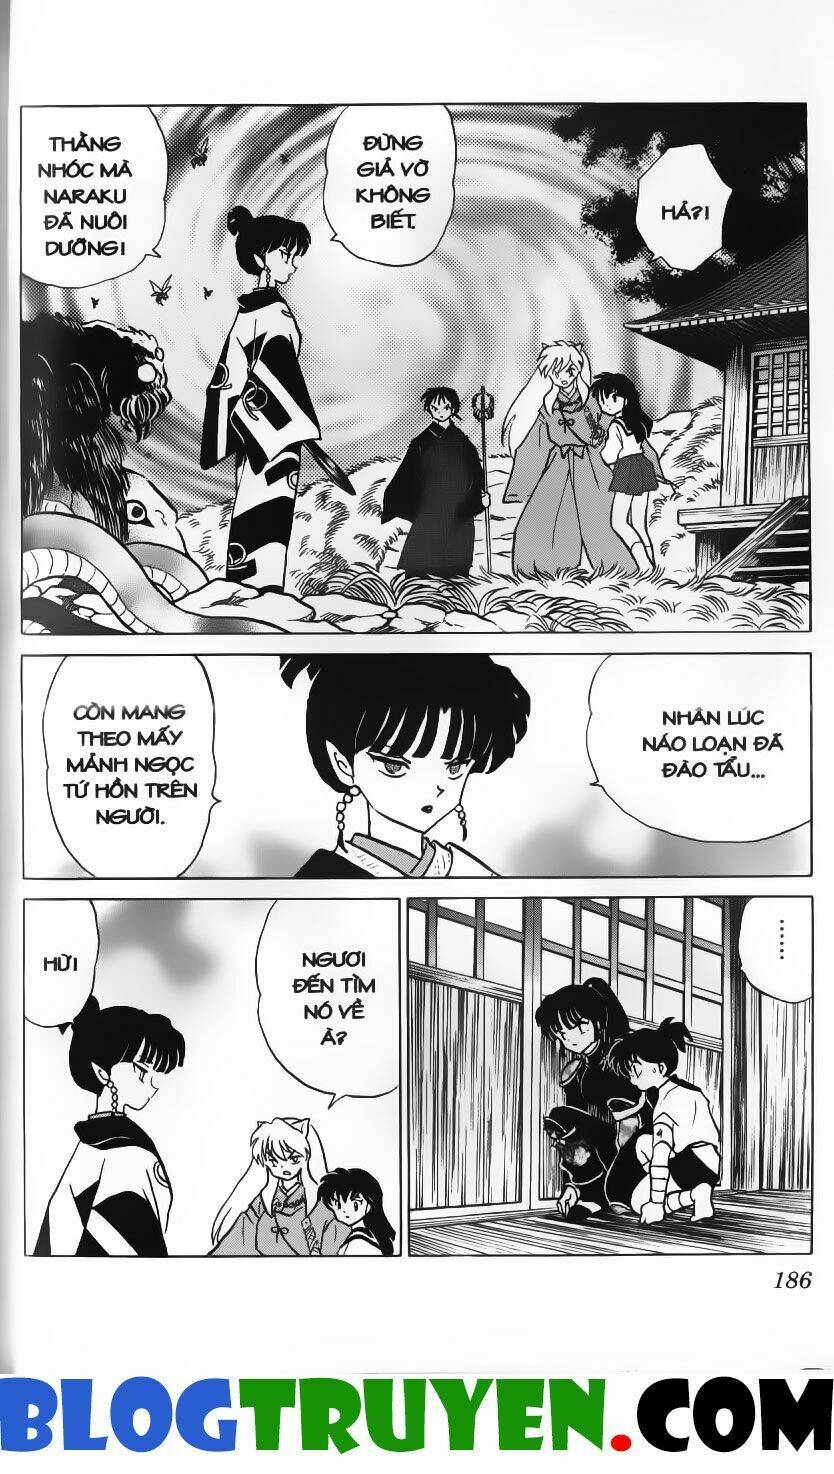 HẢ?!
ĐỪNG
GIẢ VỜ
KHÔNG
BIẾT.
THẰNG
NHÓC MÀ
NARAKU
ĐÃ NUÔI
DƯỠNG!
NHÂN LÚC
NÁO LOẠN ĐÃ
ĐÀO TẨU...
CÒN MANG
THEO MẤY
MẢNH NGỌC
TỨ HỒN TRÊN
NGƯỜI.
......
NGƯƠI
ĐẾN TÌM
NÓ VỀ
À?
HỪ!
186
BLOGTRUYEN.COM